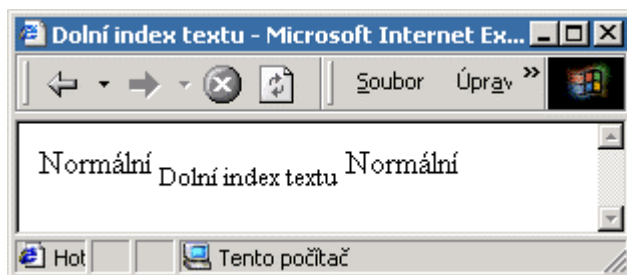 Dolní index textu - Microsoft Internet Ex...
Soubor Úprav »
Normální Dolní index textu Normální
Hot Tento počítač